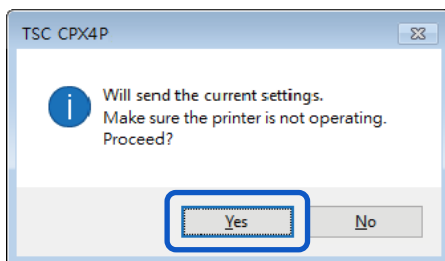 TSC CPX4P
Will send the current settings.
Make sure the printer is not operating.
Proceed?
Yes
No